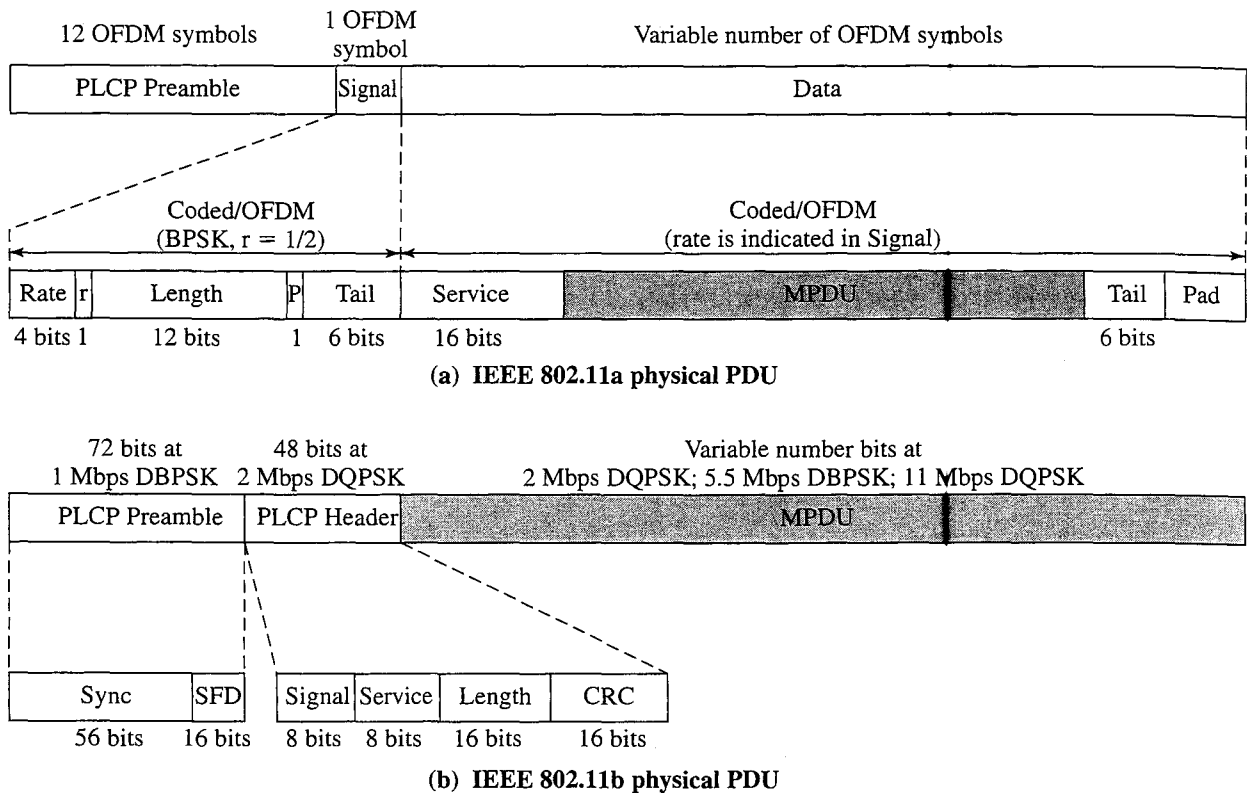 12 OFDM symbols
1 OFDM
symbol
Variable number of OFDM symbols
PLCP Preamble
Signal
Data
Coded/OFDM
(BPSK, r = 1/2)
Coded/OFDM
(rate is indicated in Signal)
Rate
r
Length
P
Tail
Service
MPDU
Tail
Pad
4 bits
1
12 bits
1
6 bits
16 bits
6 bits
(a) IEEE 802.11a physical PDU
72 bits at
1 Mbps DBPSK
48 bits at
2 Mbps DQPSK
Variable number bits at
2 Mbps DQPSK; 5.5 Mbps DBPSK; 11 Mbps DQPSK
PLCP Preamble
PLCP Header
MPDU
Sync
SFD
Signal
Service
Length
CRC
56 bits
16 bits
8 bits
8 bits
16 bits
16 bits
(b) IEEE 802.11b physical PDU